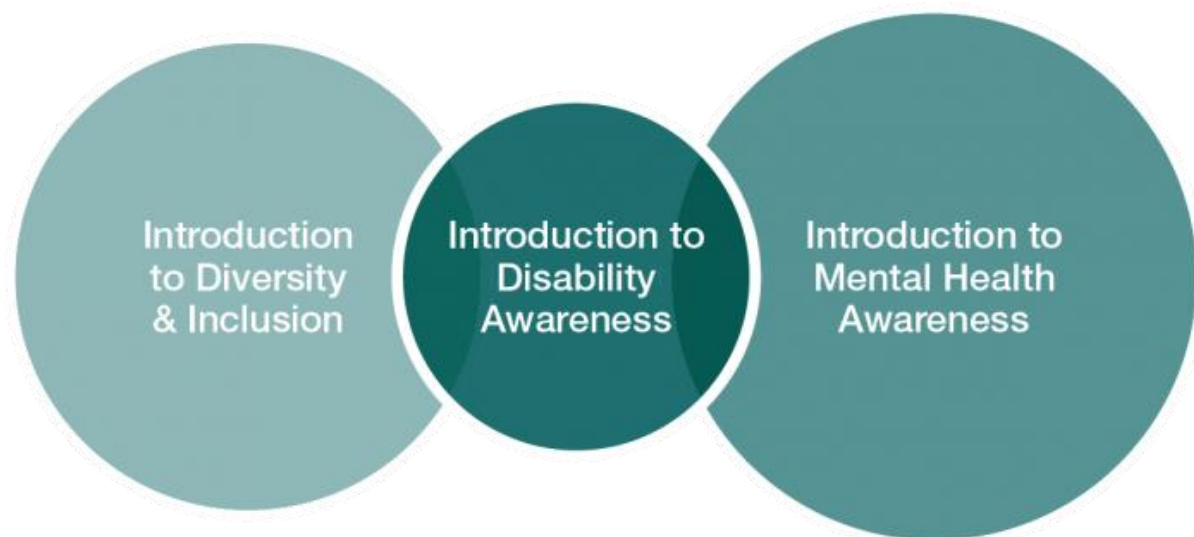 Introduction
to Diversity
& Inclusion
Introduction to
Disability
Awareness
Introduction to
Mental Health
Awareness